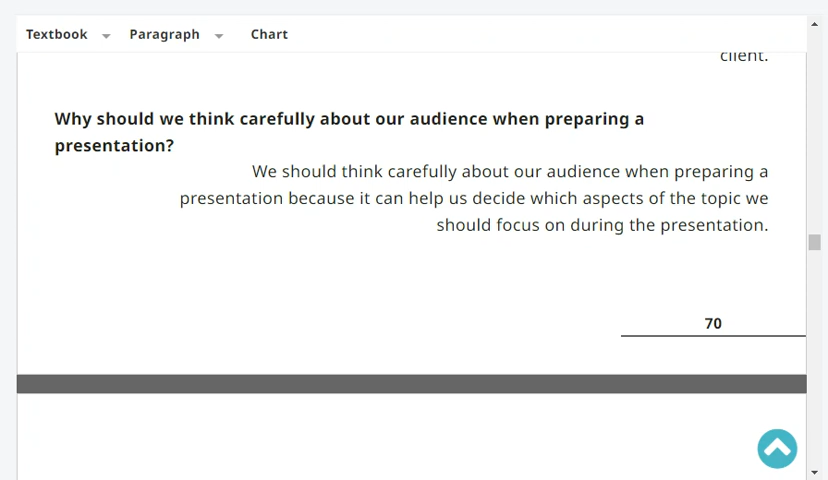 Textbook Paragraph Chart
client.
Why should we think carefully about our audience when preparing a
presentation?
We should think carefully about our audience when preparing a
presentation because it can help us decide which aspects of the topic we
should focus on during the presentation.
70